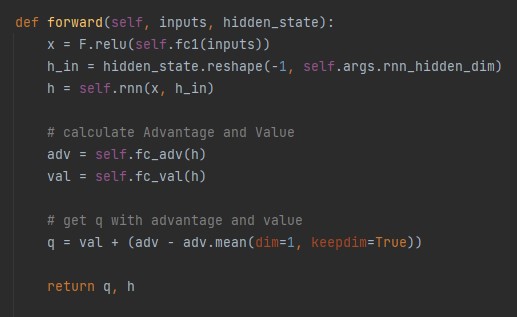 def forward(self, inputs, hidden_state):
    x = F.relu(self.fc1(inputs))
    h_in = hidden_state.reshape(-1, self.args.rnn_hidden_dim)
    h = self.rnn(x, h_in)

    # calculate Advantage and Value
    adv = self.fc_adv(h)
    val = self.fc_val(h)

    # get q with advantage and value
    q = val + (adv - adv.mean(dim=1, keepdim=True))

    return q, h